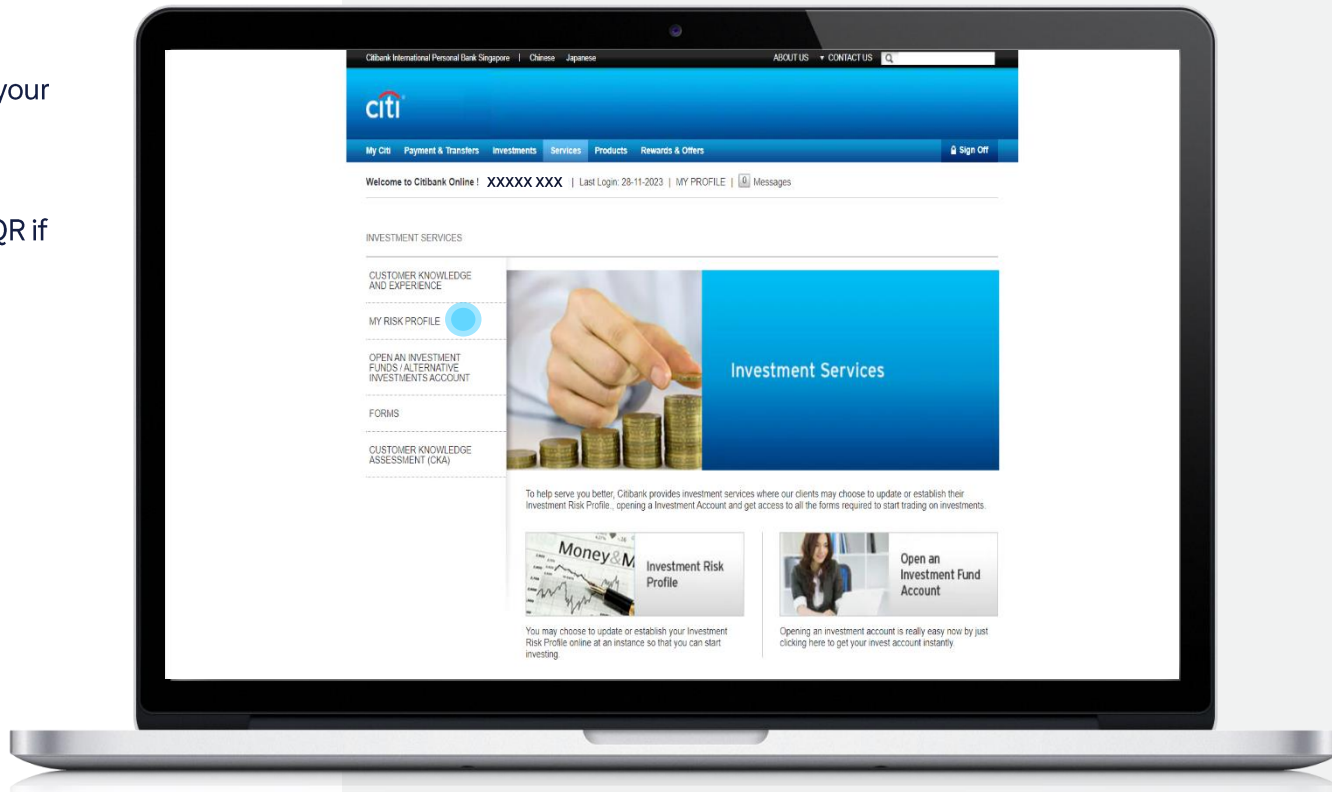 your
QR if
Citibank International Personal Bank Singapore | Chinese Japanese ABOUT US ▼ CONTACT US
citi
My Citi Payment & Transfers Investments Services Products Rewards & Offers Sign Off
Welcome to Citibank Online ! XXXXX XXX | Last Login: 28-11-2023 | MY PROFILE | 0 Messages
INVESTMENT SERVICES
CUSTOMER KNOWLEDGE
AND EXPERIENCE
MY RISK PROFILE
OPEN AN INVESTMENT
FUNDS / ALTERNATIVE
INVESTMENTS ACCOUNT
FORMS
CUSTOMER KNOWLEDGE
ASSESSMENT (CKA)
Investment Services
To help serve you better, Citibank provides investment services where our clients may choose to update or establish their
Investment Risk Profile., opening a Investment Account and get access to all the forms required to start trading on investments.
Money&M
Investment Risk
Profile
You may choose to update or establish your Investment
Risk Profile online at an instance so that you can start
investing.
Open an
Investment Fund
Account
Opening an investment account is really easy now by just
clicking here to get your invest account instantly.